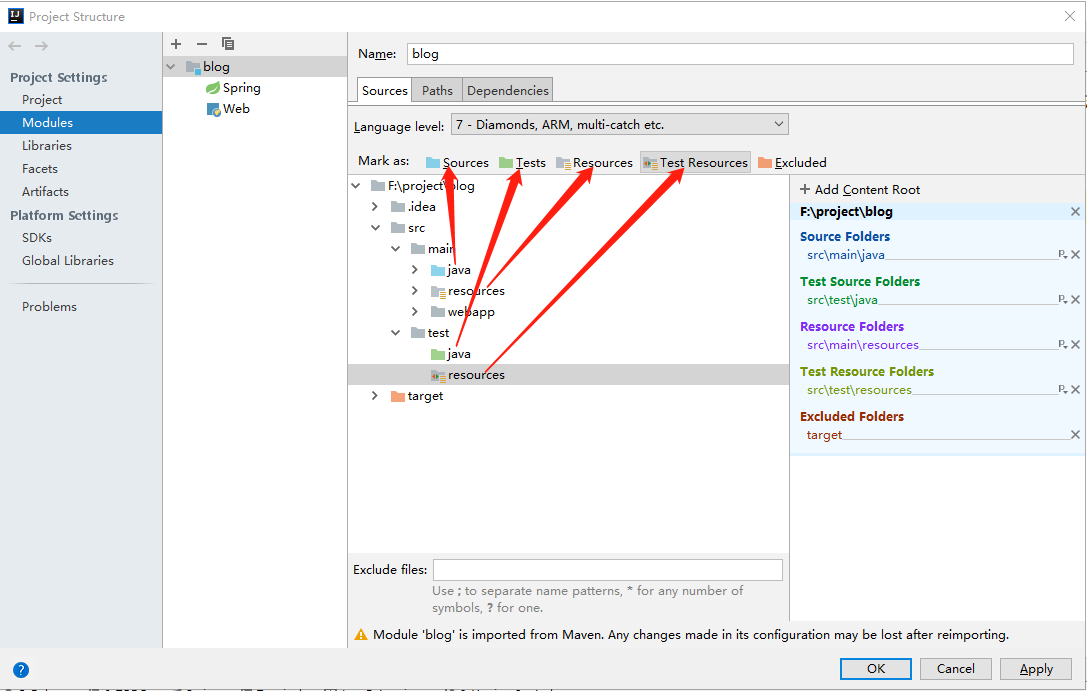 Project Structure
Project Settings
Project
Modules
Libraries
Facets
Artifacts
Platform Settings
SDKs
Global Libraries
Problems
blog
Spring
Web
Name: blog
Sources Paths Dependencies
Language level: 7 - Diamonds, ARM, multi-catch etc.
Mark as: Sources Tests Resources Test Resources Excluded
F:\project\blog
.idea
src
main
java
resources
webapp
test
java
resources
target
+ Add Content Root
F:\project\blog
Source Folders
src\main\java
Test Source Folders
src\test\java
Resource Folders
src\main\resources
Test Resource Folders
src\test\resources
Excluded Folders
target
Exclude files:
Use ; to separate name patterns, * for any number of
symbols, ? for one.
Module 'blog' is imported from Maven. Any changes made in its configuration may be lost after reimporting.
?
OK Cancel Apply